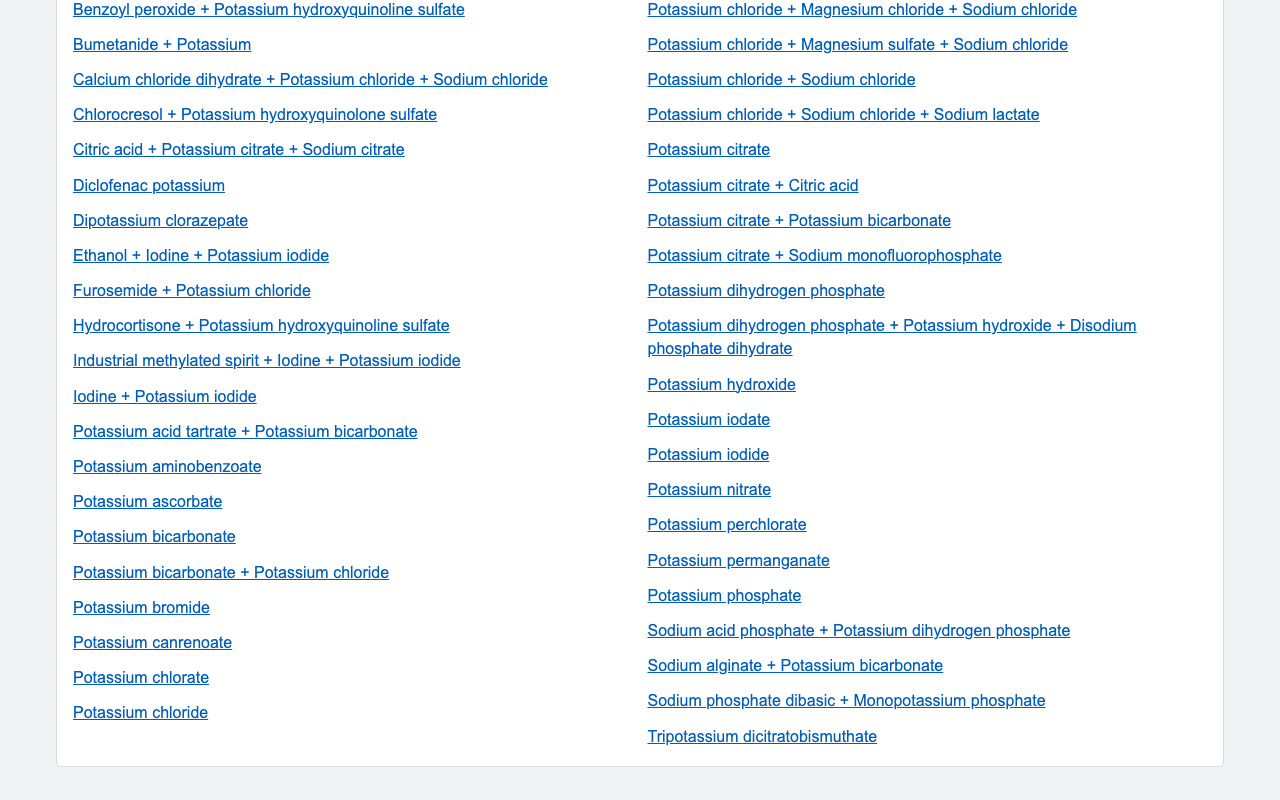 Benzoyl peroxide + Potassium hydroxyquinoline sulfate
Bumetanide + Potassium
Calcium chloride dihydrate + Potassium chloride + Sodium chloride
Chlorocresol + Potassium hydroxyquinolone sulfate
Citric acid + Potassium citrate + Sodium citrate
Diclofenac potassium
Dipotassium clorazepate
Ethanol + Iodine + Potassium iodide
Furosemide + Potassium chloride
Hydrocortisone + Potassium hydroxyquinoline sulfate
Industrial methylated spirit + Iodine + Potassium iodide
Iodine + Potassium iodide
Potassium acid tartrate + Potassium bicarbonate
Potassium aminobenzoate
Potassium ascorbate
Potassium bicarbonate
Potassium bicarbonate + Potassium chloride
Potassium bromide
Potassium canrenoate
Potassium chlorate
Potassium chloride
Potassium chloride + Magnesium chloride + Sodium chloride
Potassium chloride + Magnesium sulfate + Sodium chloride
Potassium chloride + Sodium chloride
Potassium chloride + Sodium chloride + Sodium lactate
Potassium citrate
Potassium citrate + Citric acid
Potassium citrate + Potassium bicarbonate
Potassium citrate + Sodium monofluorophosphate
Potassium dihydrogen phosphate
Potassium dihydrogen phosphate + Potassium hydroxide + Disodium
phosphate dihydrate
Potassium hydroxide
Potassium iodate
Potassium iodide
Potassium nitrate
Potassium perchlorate
Potassium permanganate
Potassium phosphate
Sodium acid phosphate + Potassium dihydrogen phosphate
Sodium alginate + Potassium bicarbonate
Sodium phosphate dibasic + Monopotassium phosphate
Tripotassium dicitratobismuthate